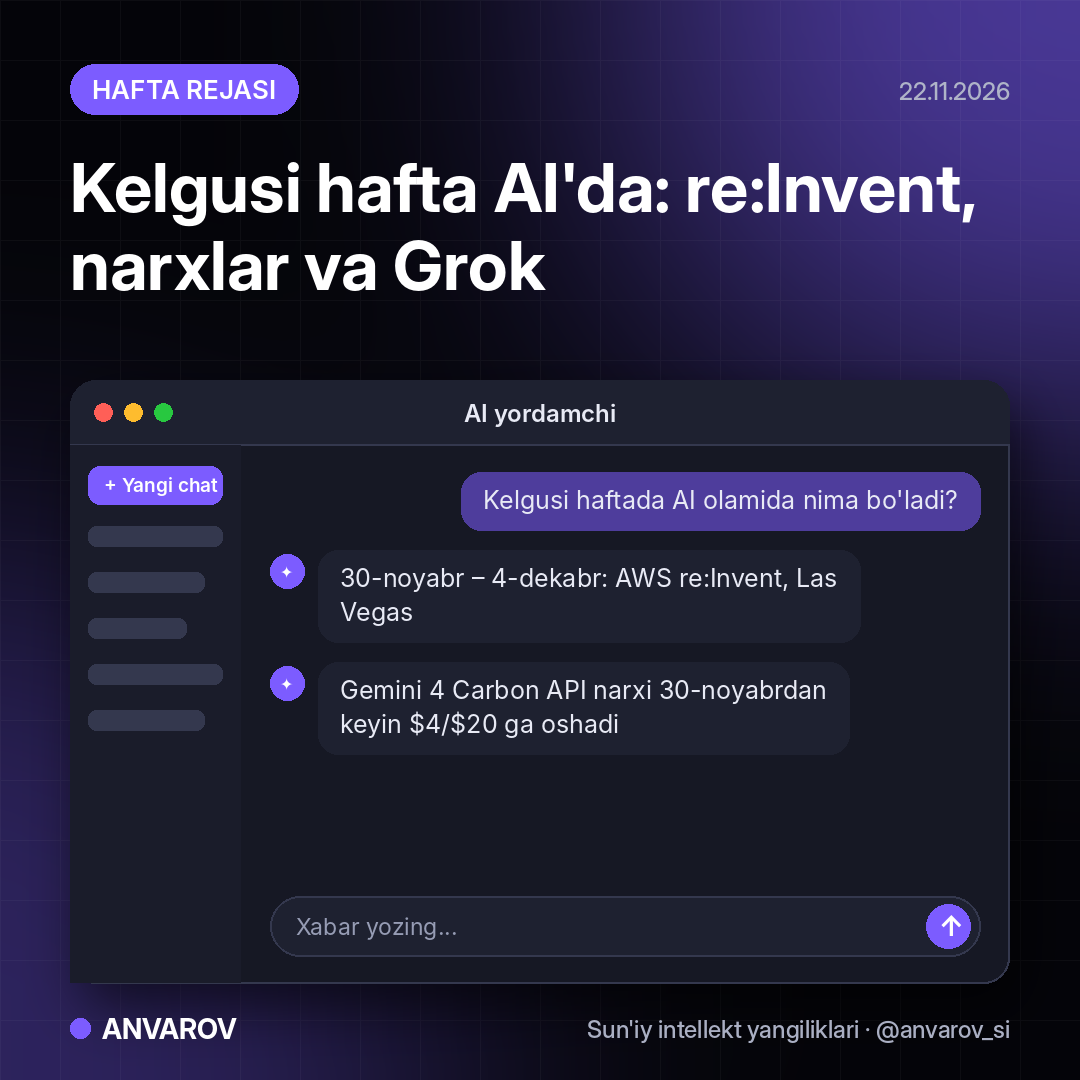 HAFTA REJASI
22.11.2026
Kelgusi hafta AI'da: re:Invent,
narxlar va Grok
AI yordamchi
+ Yangi chat
Kelgusi haftada AI olamida nima bo'ladi?
30-noyabr – 4-dekabr: AWS re:Invent, Las
Vegas
Gemini 4 Carbon API narxi 30-noyabrdan
keyin $4/$20 ga oshadi
Xabar yozing...
ANVAROV
Sun'iy intellekt yangiliklari · @anvarov_si